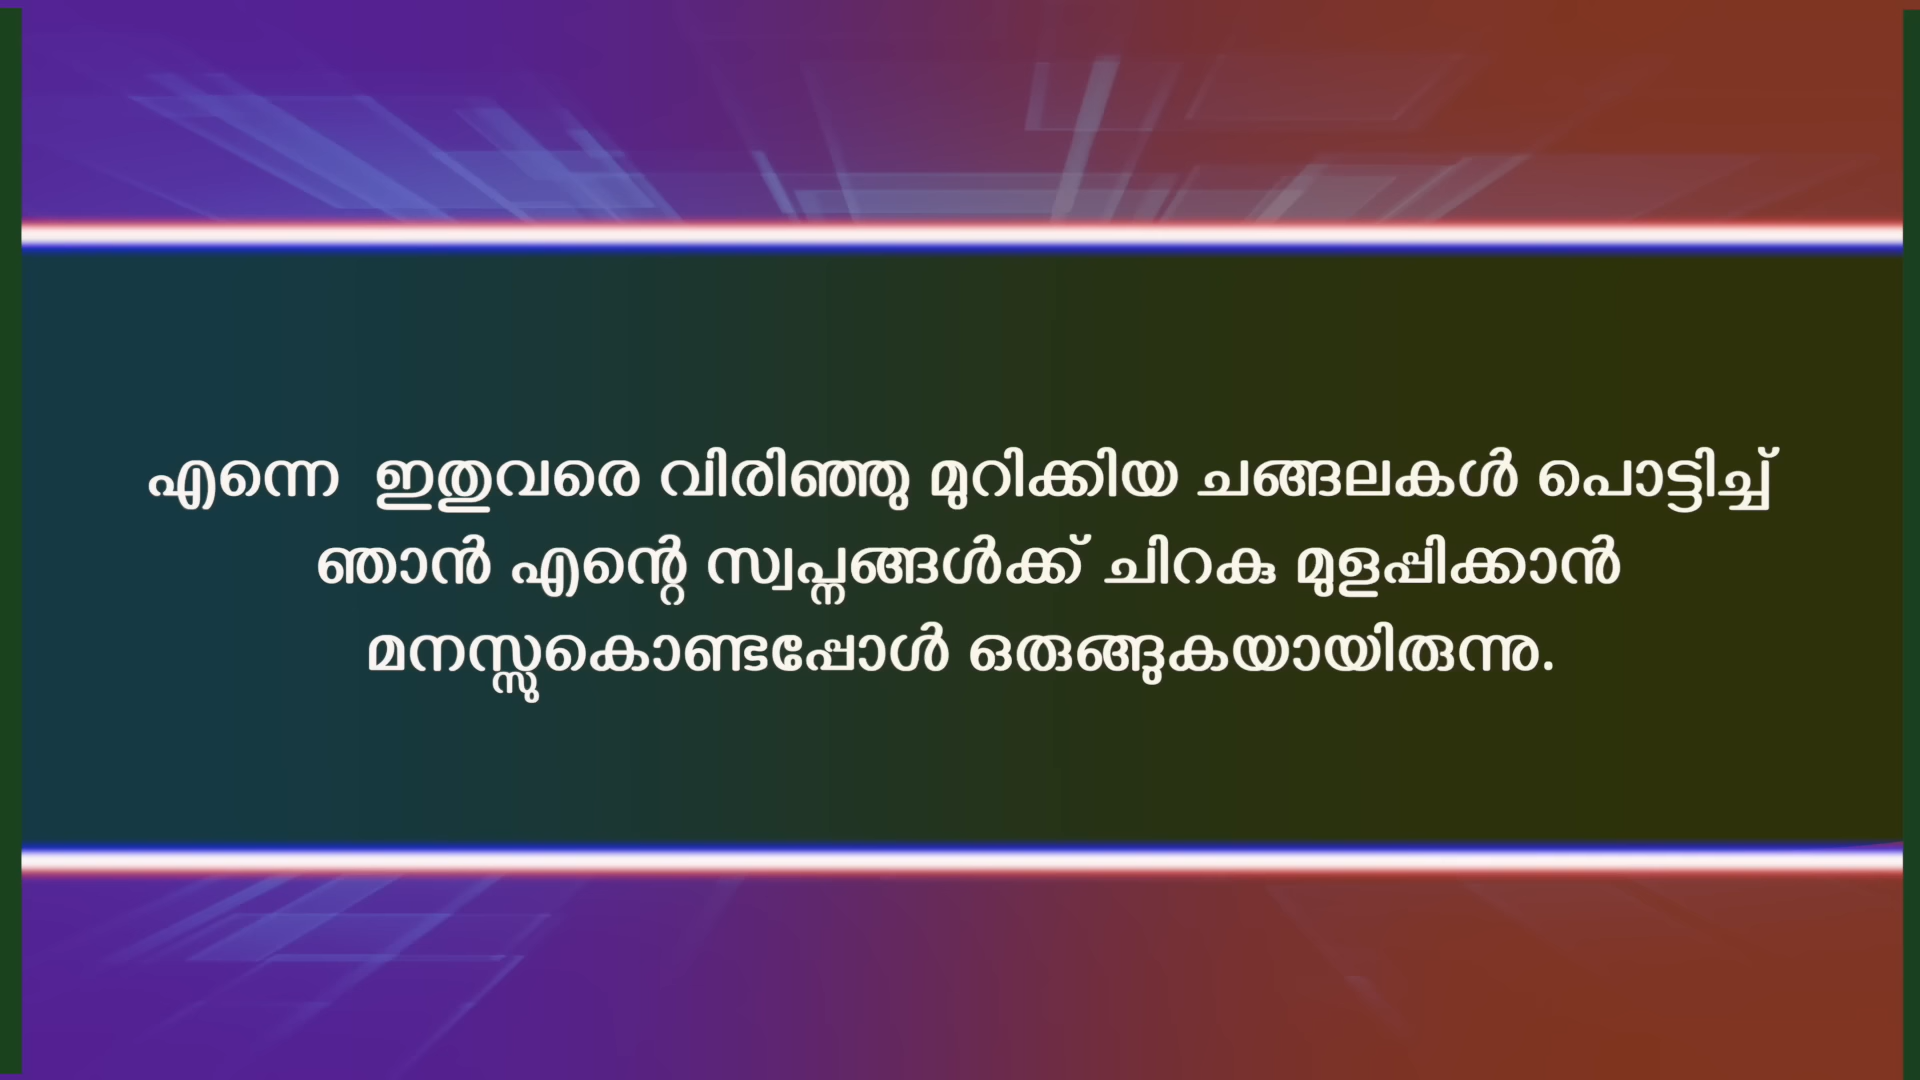 എന്നെ ഇതുവരെ വിരിഞ്ഞു മുറിക്കിയ ചങ്ങലകൾ പൊട്ടിച്ച്
ഞാൻ എന്റെ സ്വപ്നങ്ങൾക്ക് ചിറകു മുളപ്പിക്കാൻ
മനസ്സുകൊണ്ടപ്പോൾ ഒരുങ്ങുകയായിരുന്നു.